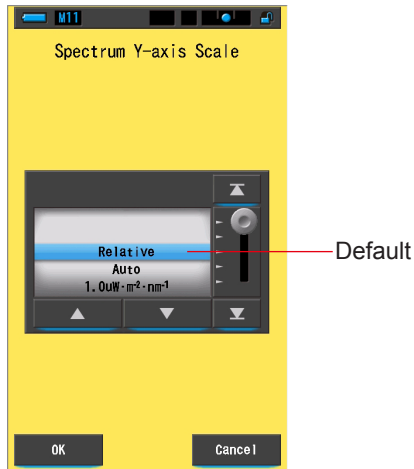 M11
Spectrum Y-axis Scale
Relative
Default
Auto
1.0uW·m⁻²·nm⁻¹
OK
Cancel